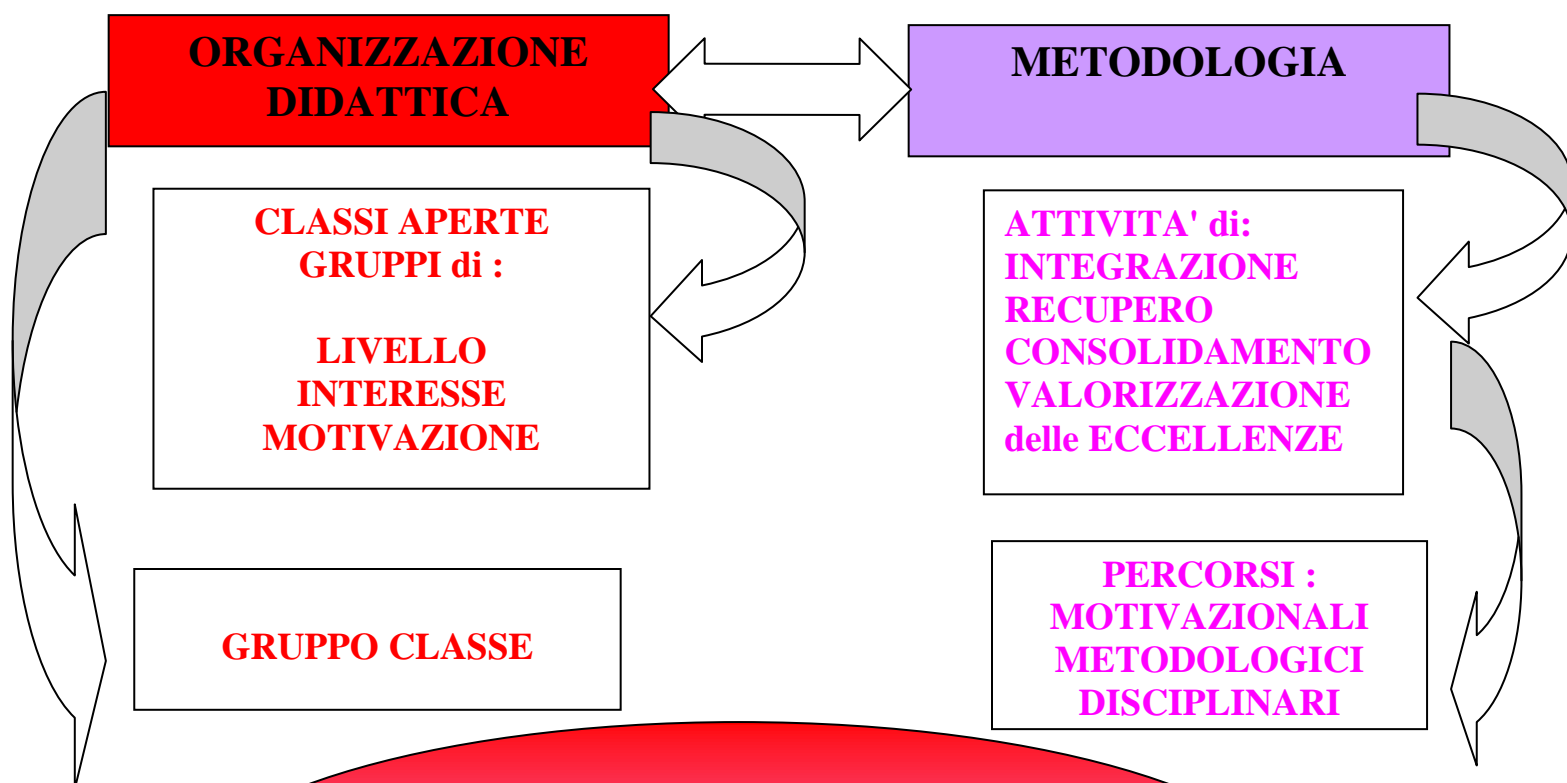 ORGANIZZAZIONE
DIDATTICA
METODOLOGIA
CLASSI APERTE
GRUPPI di :
LIVELLO
INTERESSE
MOTIVAZIONE
ATTIVITA' di:
INTEGRAZIONE
RECUPERO
CONSOLIDAMENTO
VALORIZZAZIONE
delle ECCELLENZE
GRUPPO CLASSE
PERCORSI :
MOTIVAZIONALI
METODOLOGICI
DISCIPLINARI